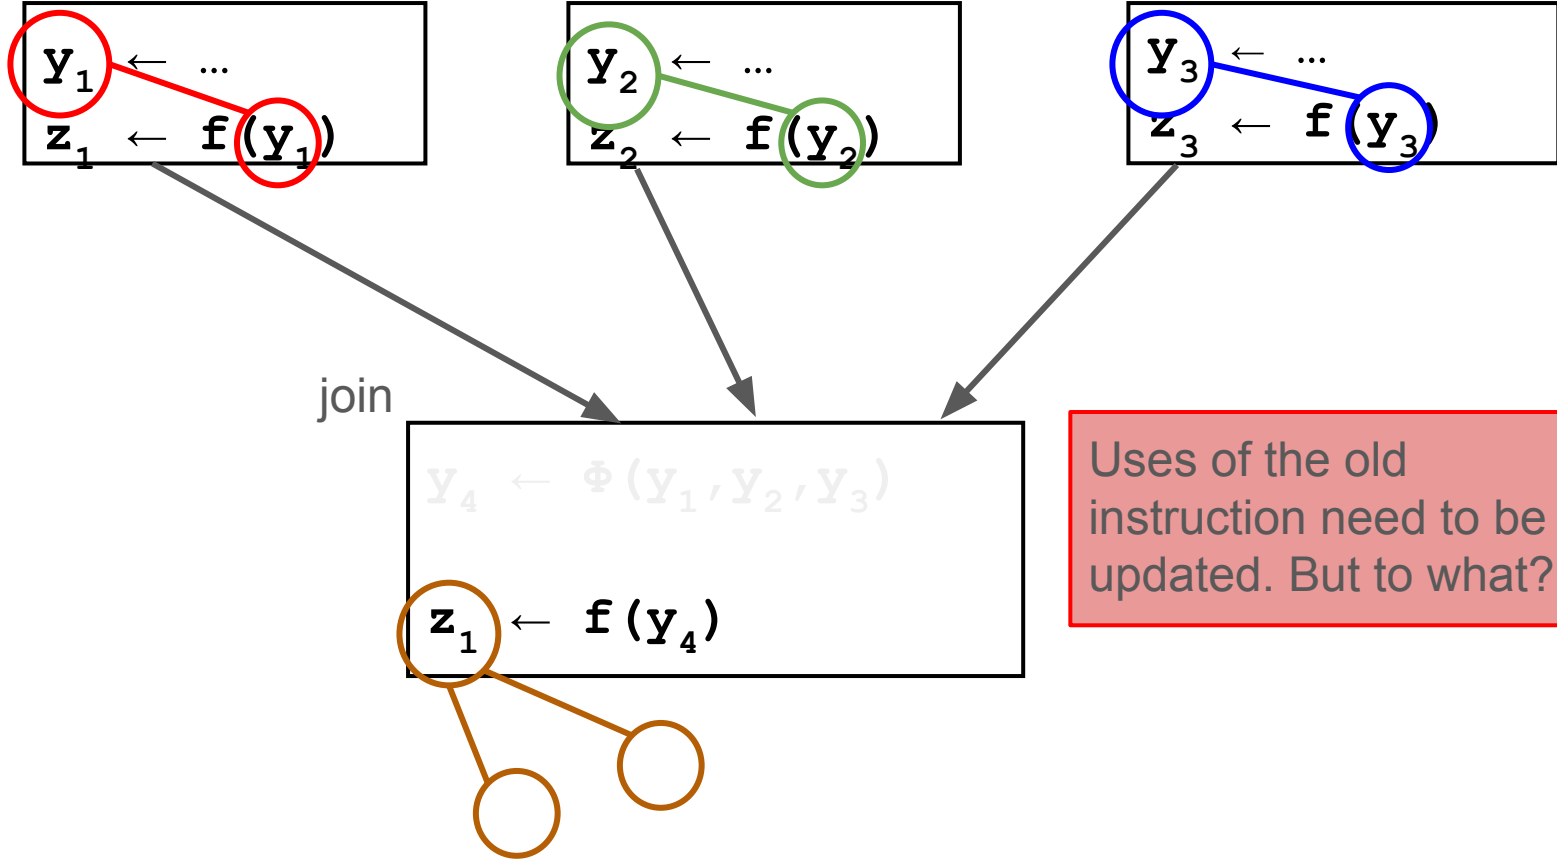 y₁ ← ...
z₁ ← f(y₁)
y₂ ← ...
z₂ ← f(y₂)
y₃ ← ...
z₃ ← f(y₃)
join
y₄ ← Φ(y₁,y₂,y₃)
z₁ ← f(y₄)
Uses of the old
instruction need to be
updated. But to what?